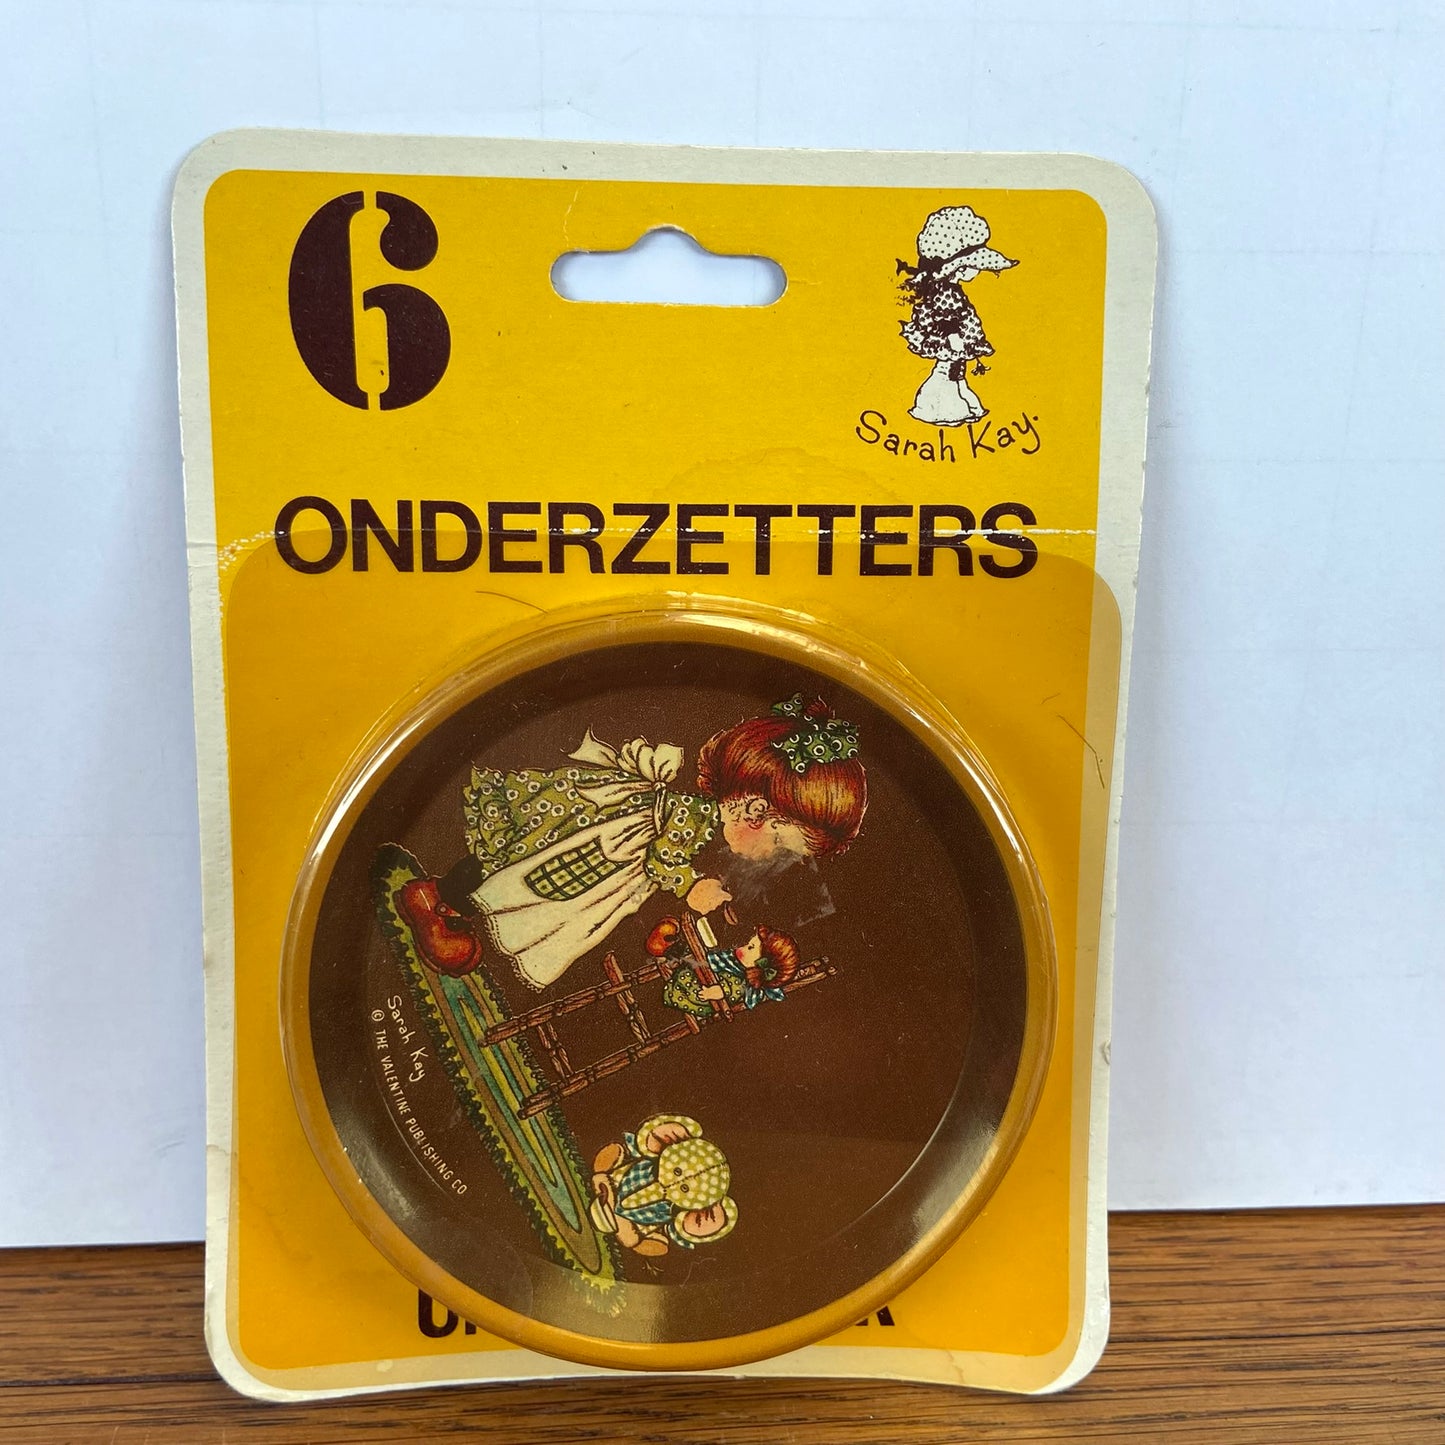 6
Sarah Kay.
ONDERZETTERS
Sarah Kay
© THE VALENTINE PUBLISHING CO